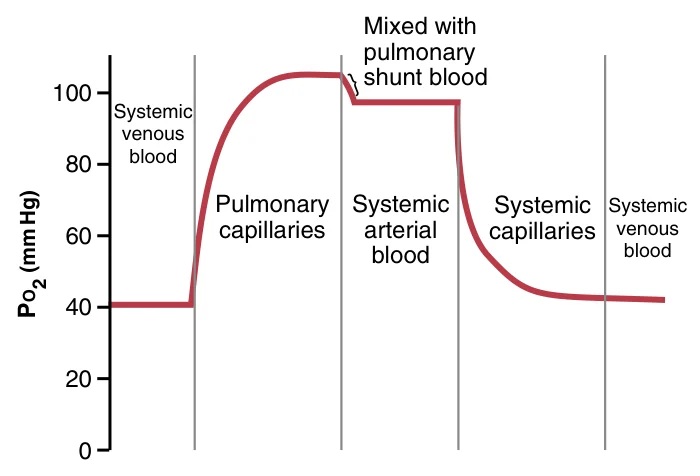 Mixed with
pulmonary
shunt blood
100
80
60
40
20
0
Po2 (mm Hg)
Systemic
venous
blood
Pulmonary
capillaries
Systemic
arterial
blood
Systemic
capillaries
Systemic
venous
blood